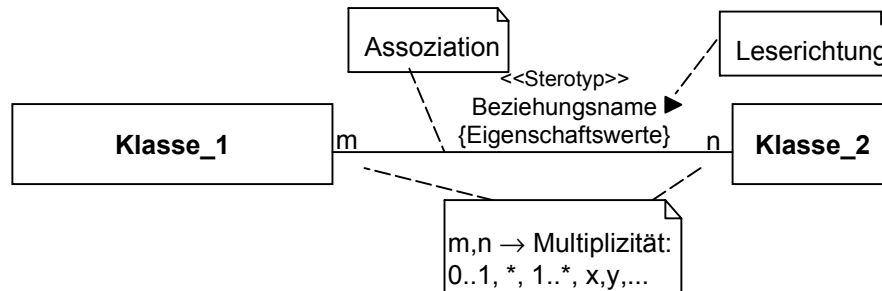 Assoziation
Leserichtung
<<Sterotyp>>
Beziehungsname
{Eigenschaftswerte}
Klasse_1
m
n
Klasse_2
m,n → Multiplizität:
0..1, *, 1..*, x,y,...